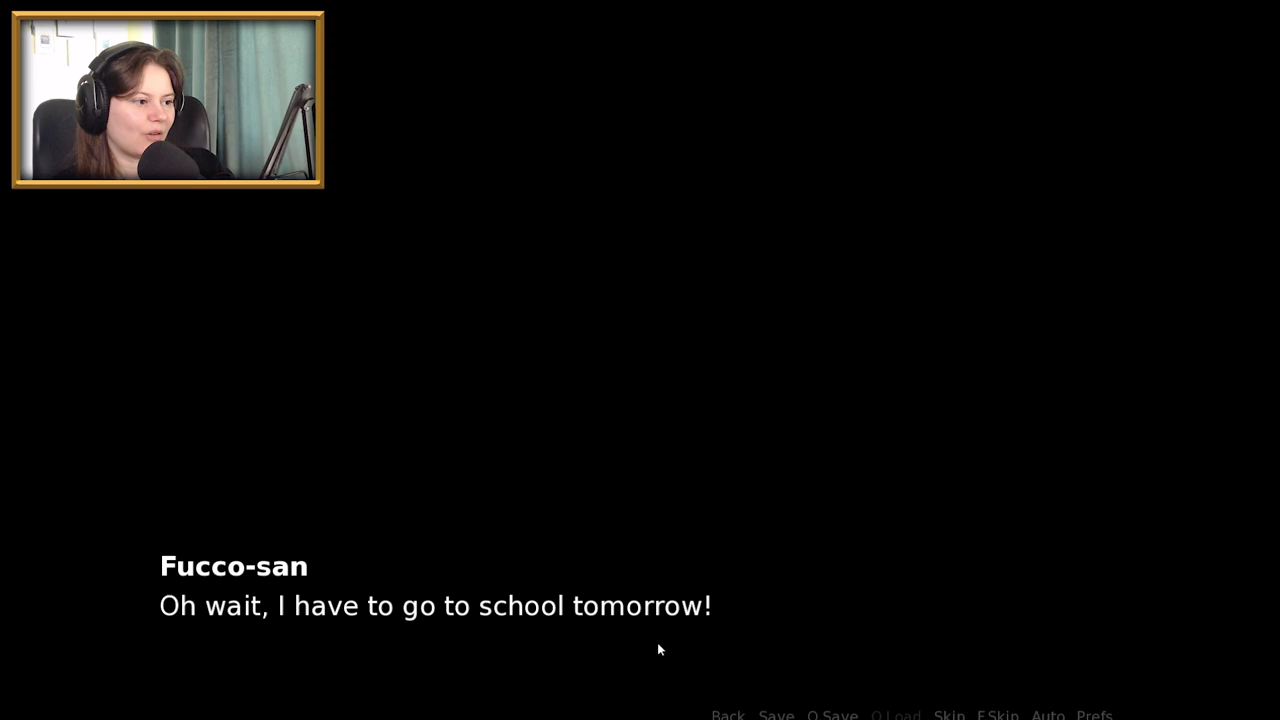 Fucco-san
Oh wait, I have to go to school tomorrow!
Back Save Q.Save Q.Load Skip F.Skip Auto Prefs